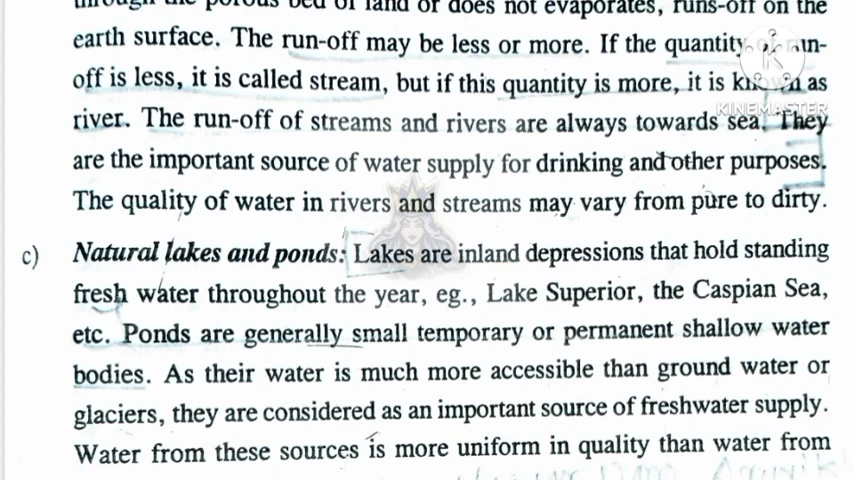 through the porous bed of land or does not evaporates, runs-off on the
earth surface. The run-off may be less or more. If the quantity of run-
off is less, it is called stream, but if this quantity is more, it is known as
KINEMASTER
river. The run-off of streams and rivers are always towards sea. They
are the important source of water supply for drinking and other purposes.
The quality of water in rivers and streams may vary from pure to dirty.
c) Natural lakes and ponds: Lakes are inland depressions that hold standing
fresh water throughout the year, eg., Lake Superior, the Caspian Sea,
etc. Ponds are generally small temporary or permanent shallow water
bodies. As their water is much more accessible than ground water or
glaciers, they are considered as an important source of freshwater supply.
Water from these sources is more uniform in quality than water from